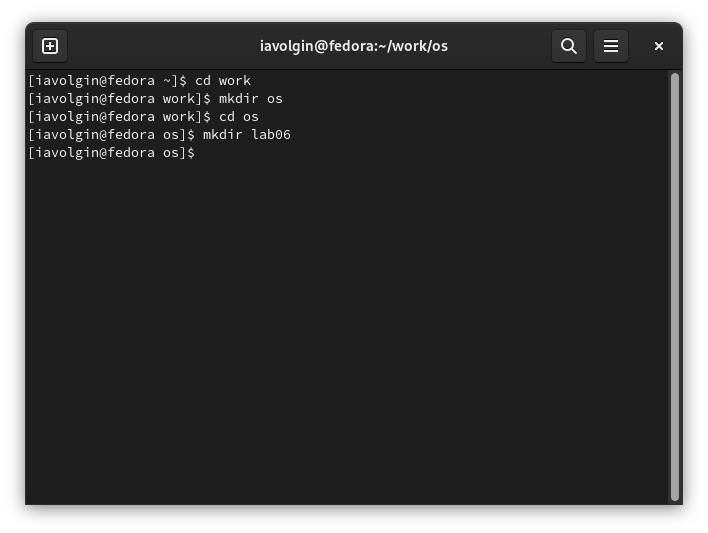 iavolgin@fedora:~/work/os
[iavolgin@fedora ~]$ cd work
[iavolgin@fedora work]$ mkdir os
[iavolgin@fedora work]$ cd os
[iavolgin@fedora os]$ mkdir lab06
[iavolgin@fedora os]$